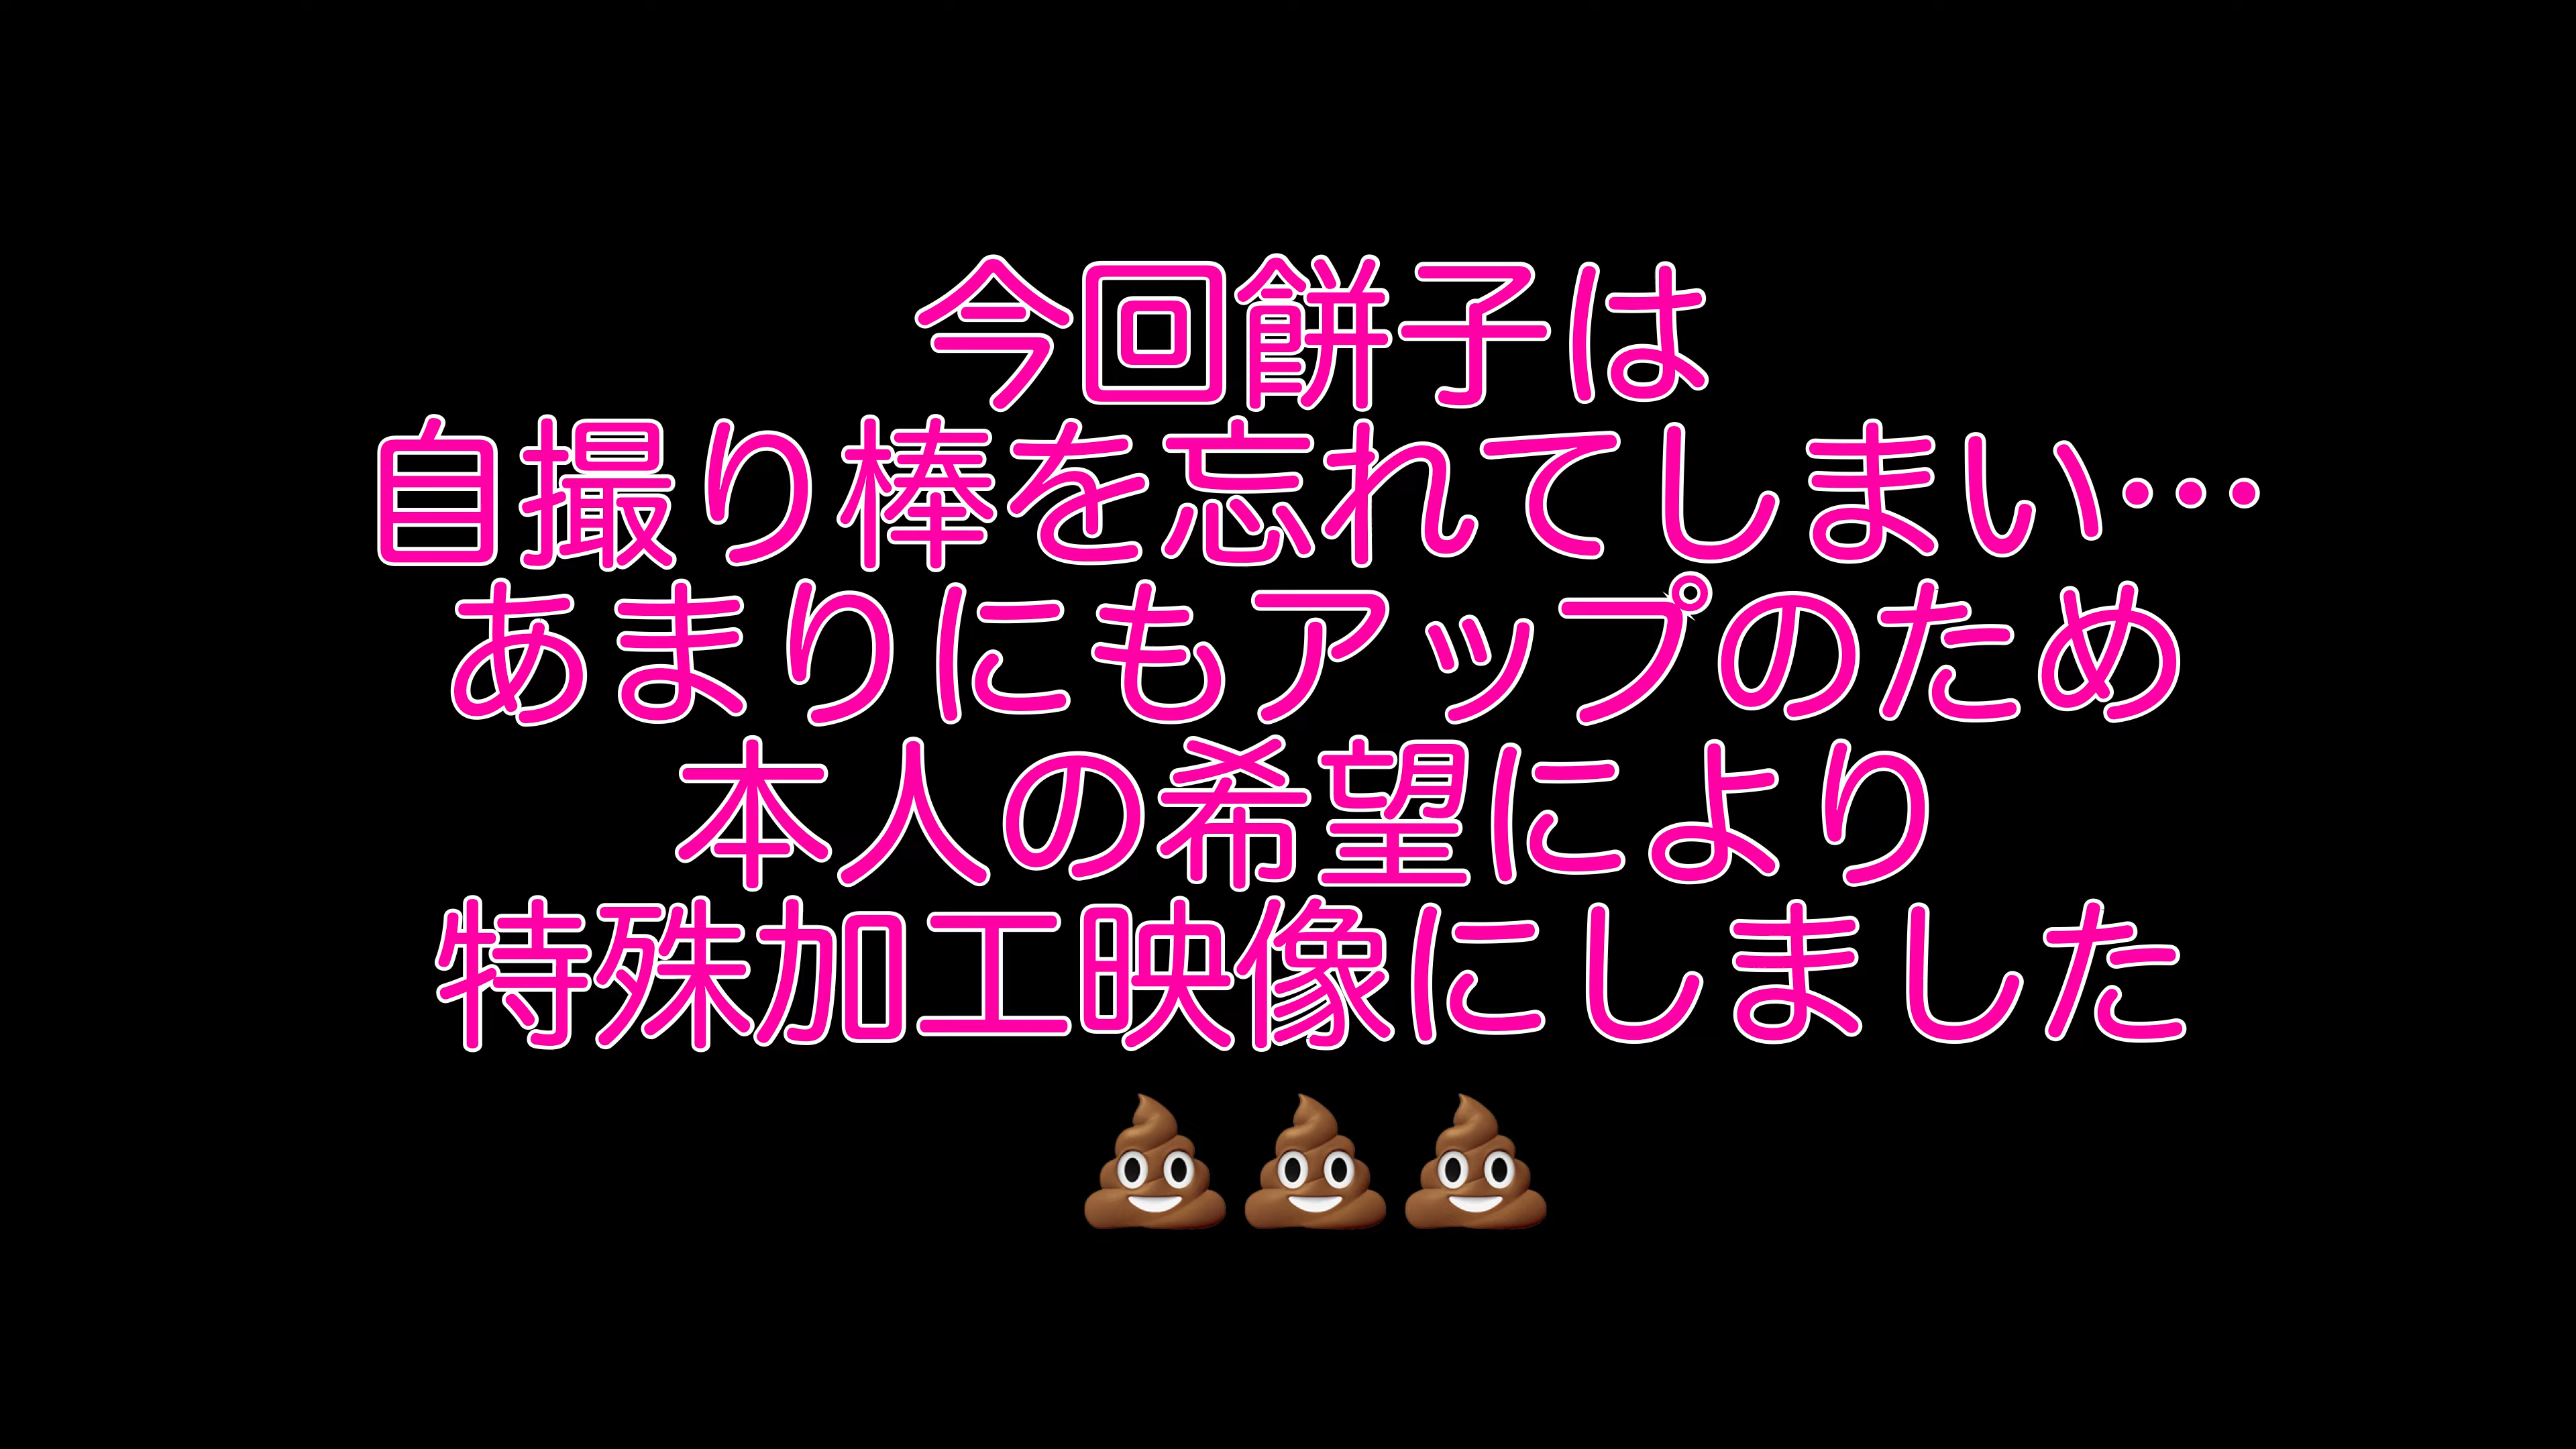 今回餅子は
自撮り棒を忘れてしまい…
あまりにもアップのため
本人の希望により
特殊加工映像にしました
💩💩💩